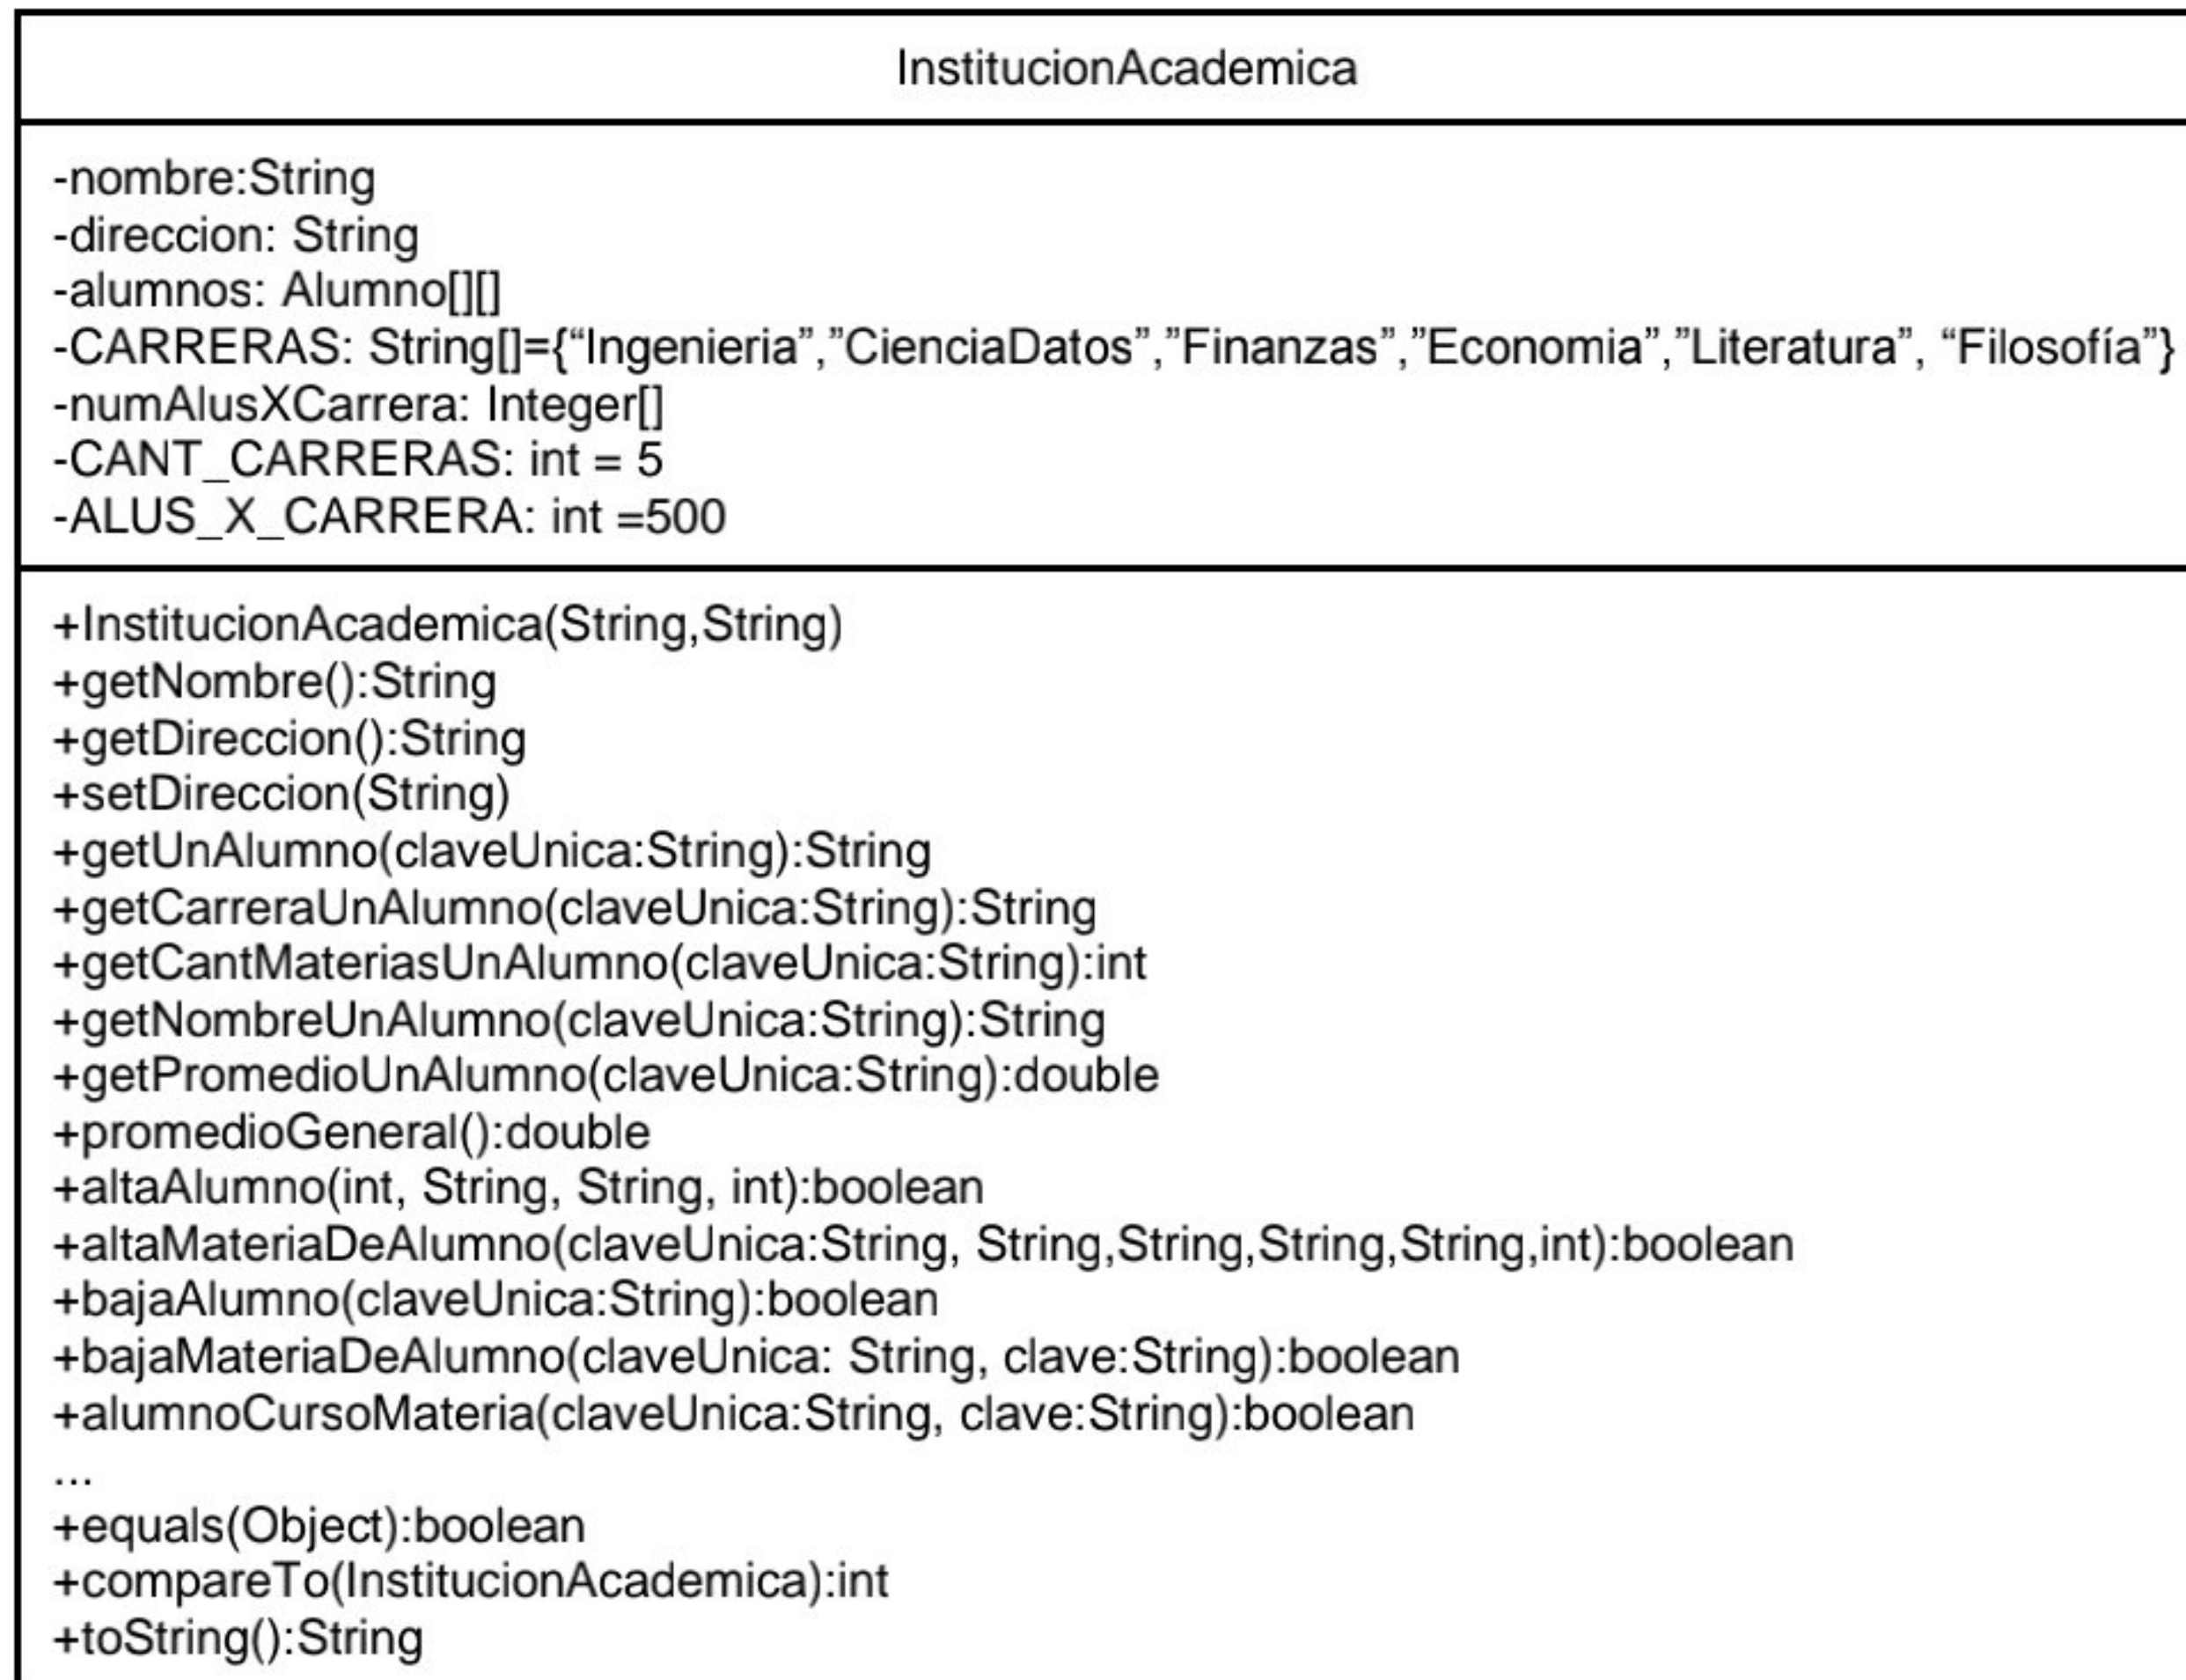 InstitucionAcademica
-nombre:String
-direccion: String
-alumnos: Alumno[][]
-CARRERAS: String[]={“Ingenieria”,”CienciaDatos”,”Finanzas”,”Economia”,”Literatura”, “Filosofía”}
-numAlusXCarrera: Integer[]
-CANT_CARRERAS: int = 5
-ALUS_X_CARRERA: int =500
+InstitucionAcademica(String,String)
+getNombre():String
+getDireccion():String
+setDireccion(String)
+getUnAlumno(claveUnica:String):String
+getCarreraUnAlumno(claveUnica:String):String
+getCantMateriasUnAlumno(claveUnica:String):int
+getNombreUnAlumno(claveUnica:String):String
+getPromedioUnAlumno(claveUnica:String):double
+promedioGeneral():double
+altaAlumno(int, String, String, int):boolean
+altaMateriaDeAlumno(claveUnica:String, String,String,String,String,int):boolean
+bajaAlumno(claveUnica:String):boolean
+bajaMateriaDeAlumno(claveUnica: String, clave:String):boolean
+alumnoCursoMateria(claveUnica:String, clave:String):boolean
...
+equals(Object):boolean
+compareTo(InstitucionAcademica):int
+toString():String